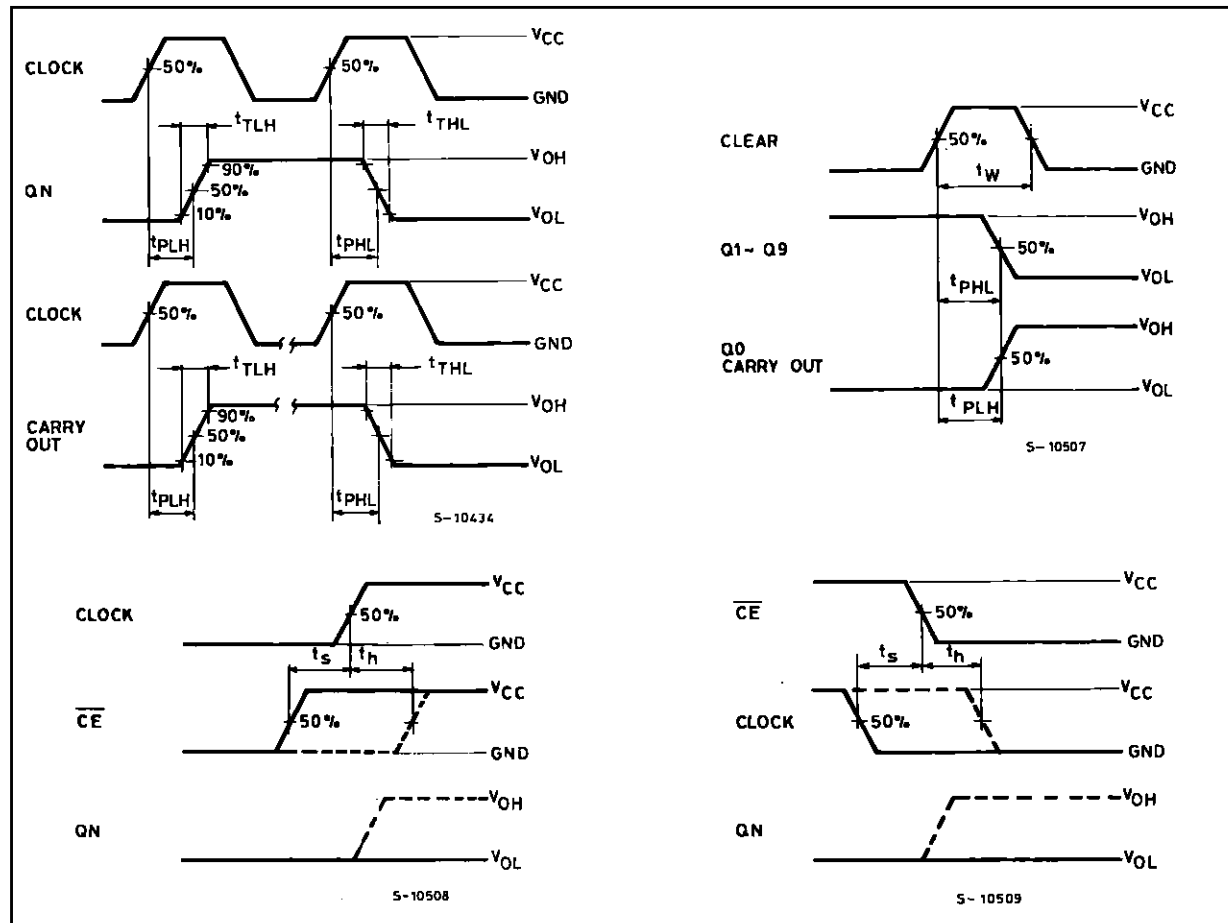 VCC
CLOCK
50%
50%
GND
tTLH
tTHL
VOH
90%
QN
50%
10%
VOL
tPLH
tPHL
VCC
CLOCK
50%
50%
GND
tTLH
tTHL
VOH
90%
CARRY
OUT
50%
10%
VOL
tPLH
tPHL
S-10434
VCC
CLEAR
50%
tW
GND
VOH
Q1~ Q9
50%
VOL
tPHL
VOH
Q0
CARRY OUT
50%
VOL
tPLH
S-10507
VCC
CLOCK
50%
GND
ts
th
VCC
CE
50%
GND
VOH
QN
VOL
S-10508
VCC
CE
50%
GND
ts
th
VCC
CLOCK
50%
GND
VOH
QN
VOL
S-10509